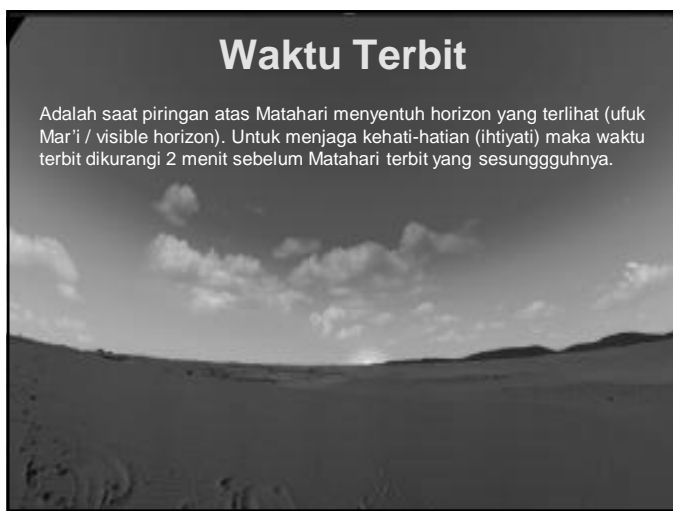 Waktu Terbit
Adalah saat piringan atas Matahari menyentuh horizon yang terlihat (ufuk
Mar'i / visible horizon). Untuk menjaga kehati-hatian (ihtiyati) maka waktu
terbit dikurangi 2 menit sebelum Matahari terbit yang sesunggguhnya.